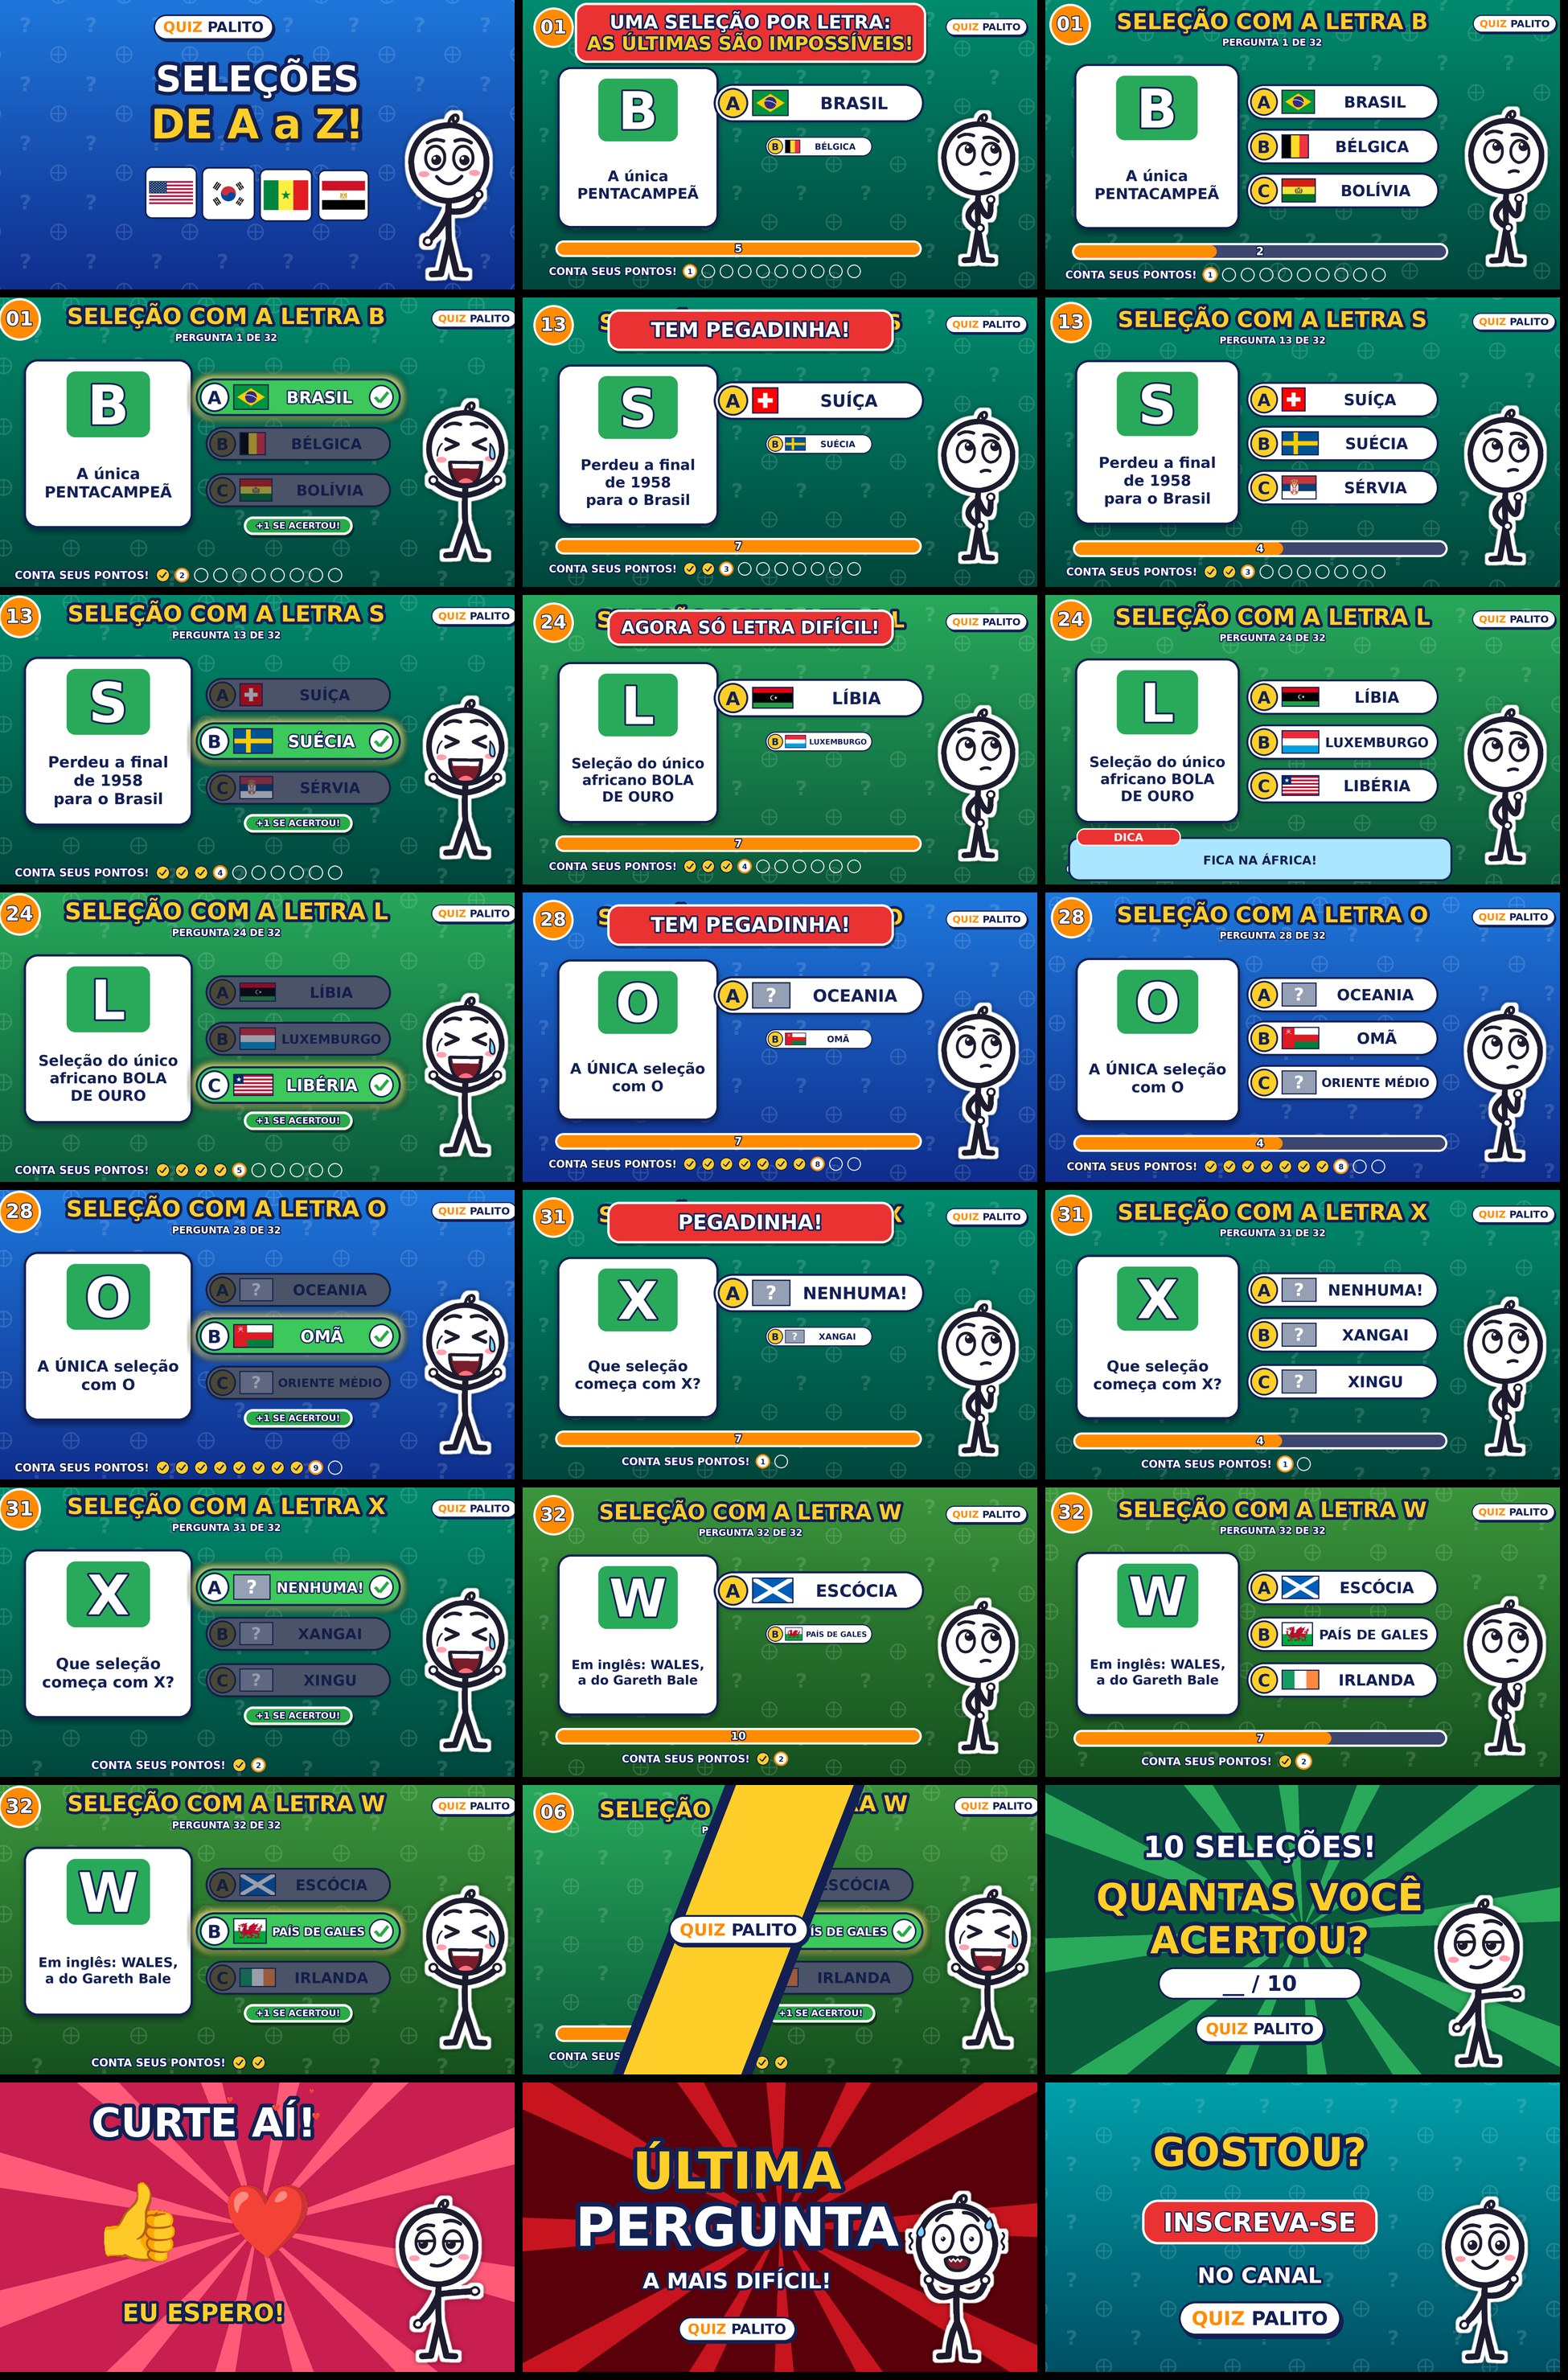 QUIZ PALITO
SELEÇÕES
DE A a Z!
01
UMA SELEÇÃO POR LETRA:
AS ÚLTIMAS SÃO IMPOSSÍVEIS!
QUIZ PALITO
B
A única
PENTACAMPEÃ
A BRASIL
B BÉLGICA
5
CONTA SEUS PONTOS! 1
01
SELEÇÃO COM A LETRA B
PERGUNTA 1 DE 32
QUIZ PALITO
B
A única
PENTACAMPEÃ
A BRASIL
B BÉLGICA
C BOLÍVIA
2
CONTA SEUS PONTOS! 1
01
SELEÇÃO COM A LETRA B
PERGUNTA 1 DE 32
QUIZ PALITO
B
A única
PENTACAMPEÃ
A BRASIL
B BÉLGICA
C BOLÍVIA
+1 SE ACERTOU!
CONTA SEUS PONTOS! 2
13
S
TEM PEGADINHA!
S
QUIZ PALITO
S
Perdeu a final
de 1958
para o Brasil
A SUÍÇA
B SUÉCIA
7
CONTA SEUS PONTOS! 3
13
SELEÇÃO COM A LETRA S
PERGUNTA 13 DE 32
QUIZ PALITO
S
Perdeu a final
de 1958
para o Brasil
A SUÍÇA
B SUÉCIA
C SÉRVIA
4
CONTA SEUS PONTOS! 3
13
SELEÇÃO COM A LETRA S
PERGUNTA 13 DE 32
QUIZ PALITO
S
Perdeu a final
de 1958
para o Brasil
A SUÍÇA
B SUÉCIA
C SÉRVIA
+1 SE ACERTOU!
CONTA SEUS PONTOS! 4
24
S
AGORA SÓ LETRA DIFÍCIL!
L
QUIZ PALITO
L
Seleção do único
africano BOLA
DE OURO
A LÍBIA
B LUXEMBURGO
7
CONTA SEUS PONTOS! 4
24
SELEÇÃO COM A LETRA L
PERGUNTA 24 DE 32
QUIZ PALITO
L
Seleção do único
africano BOLA
DE OURO
A LÍBIA
B LUXEMBURGO
C LIBÉRIA
DICA
FICA NA ÁFRICA!
24
SELEÇÃO COM A LETRA L
PERGUNTA 24 DE 32
QUIZ PALITO
L
Seleção do único
africano BOLA
DE OURO
A LÍBIA
B LUXEMBURGO
C LIBÉRIA
+1 SE ACERTOU!
CONTA SEUS PONTOS! 5
28
S
TEM PEGADINHA!
O
QUIZ PALITO
O
A ÚNICA seleção
com O
A ? OCEANIA
B OMÃ
7
CONTA SEUS PONTOS! 8
28
SELEÇÃO COM A LETRA O
PERGUNTA 28 DE 32
QUIZ PALITO
O
A ÚNICA seleção
com O
A ? OCEANIA
B OMÃ
C ? ORIENTE MÉDIO
4
CONTA SEUS PONTOS! 8
28
SELEÇÃO COM A LETRA O
PERGUNTA 28 DE 32
QUIZ PALITO
O
A ÚNICA seleção
com O
A ? OCEANIA
B OMÃ
C ? ORIENTE MÉDIO
+1 SE ACERTOU!
CONTA SEUS PONTOS! 9
31
S
PEGADINHA!
X
QUIZ PALITO
X
Que seleção
começa com X?
A ? NENHUMA!
B ? XANGAI
7
CONTA SEUS PONTOS! 1
31
SELEÇÃO COM A LETRA X
PERGUNTA 31 DE 32
QUIZ PALITO
X
Que seleção
começa com X?
A ? NENHUMA!
B ? XANGAI
C ? XINGU
4
CONTA SEUS PONTOS! 1
31
SELEÇÃO COM A LETRA X
PERGUNTA 31 DE 32
QUIZ PALITO
X
Que seleção
começa com X?
A ? NENHUMA!
B ? XANGAI
C ? XINGU
+1 SE ACERTOU!
CONTA SEUS PONTOS! 2
32
SELEÇÃO COM A LETRA W
PERGUNTA 32 DE 32
QUIZ PALITO
W
Em inglês: WALES,
a do Gareth Bale
A ESCÓCIA
B PAÍS DE GALES
10
CONTA SEUS PONTOS! 2
32
SELEÇÃO COM A LETRA W
PERGUNTA 32 DE 32
QUIZ PALITO
W
Em inglês: WALES,
a do Gareth Bale
A ESCÓCIA
B PAÍS DE GALES
C IRLANDA
7
CONTA SEUS PONTOS! 2
32
SELEÇÃO COM A LETRA W
PERGUNTA 32 DE 32
QUIZ PALITO
W
Em inglês: WALES,
a do Gareth Bale
A ESCÓCIA
B PAÍS DE GALES
C IRLANDA
+1 SE ACERTOU!
CONTA SEUS PONTOS!
06
SELEÇÃO
RA W
P
QUIZ PALITO
ESCÓCIA
QUIZ PALITO
ÍS DE GALES
IRLANDA
+1 SE ACERTOU!
CONTA SEUS
10 SELEÇÕES!
QUANTAS VOCÊ
ACERTOU?
__ / 10
QUIZ PALITO
CURTE AÍ!
EU ESPERO!
ÚLTIMA
PERGUNTA
A MAIS DIFÍCIL!
QUIZ PALITO
GOSTOU?
INSCREVA-SE
NO CANAL
QUIZ PALITO